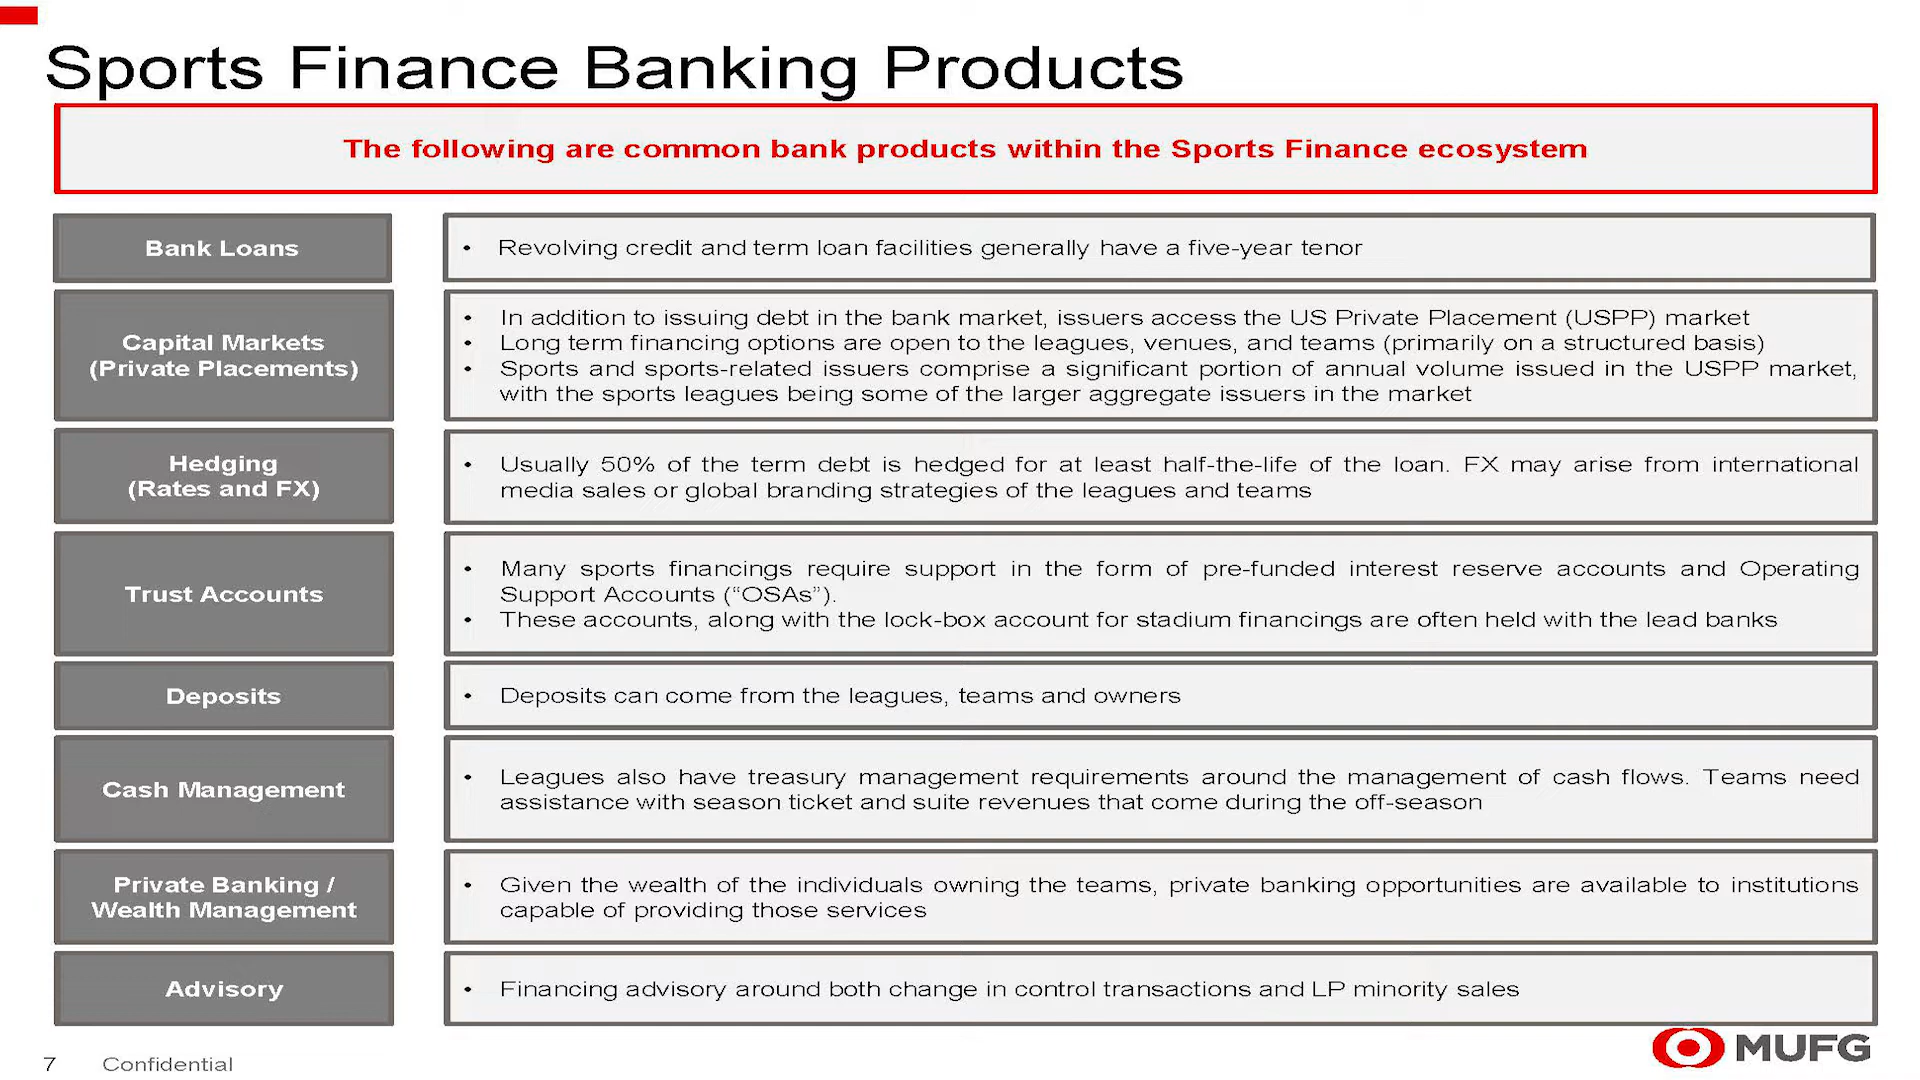 Sports Finance Banking Products
The following are common bank products within the Sports Finance ecosystem
Bank Loans
• Revolving credit and term loan facilities generally have a five-year tenor
Capital Markets
(Private Placements)
• In addition to issuing debt in the bank market, issuers access the US Private Placement (USPP) market
• Long term financing options are open to the leagues, venues, and teams (primarily on a structured basis)
• Sports and sports-related issuers comprise a significant portion of annual volume issued in the USPP market,
with the sports leagues being some of the larger aggregate issuers in the market
Hedging
(Rates and FX)
• Usually 50% of the term debt is hedged for at least half-the-life of the loan. FX may arise from international
media sales or global branding strategies of the leagues and teams
Trust Accounts
• Many sports financings require support in the form of pre-funded interest reserve accounts and Operating
Support Accounts (“OSAs”).
• These accounts, along with the lock-box account for stadium financings are often held with the lead banks
Deposits
• Deposits can come from the leagues, teams and owners
Cash Management
• Leagues also have treasury management requirements around the management of cash flows. Teams need
assistance with season ticket and suite revenues that come during the off-season
Private Banking /
Wealth Management
• Given the wealth of the individuals owning the teams, private banking opportunities are available to institutions
capable of providing those services
Advisory
• Financing advisory around both change in control transactions and LP minority sales
7 Confidential
MUFG